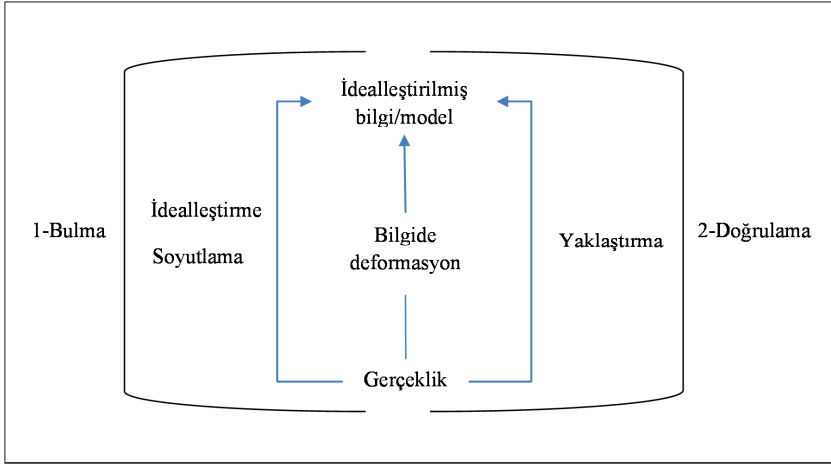 İdealleştirilmiş
bilgi/model
1-Bulma
İdealleştirme
Soyutlama
Bilgide
deformasyon
Yaklaştırma
2-Doğrulama
Gerçeklik